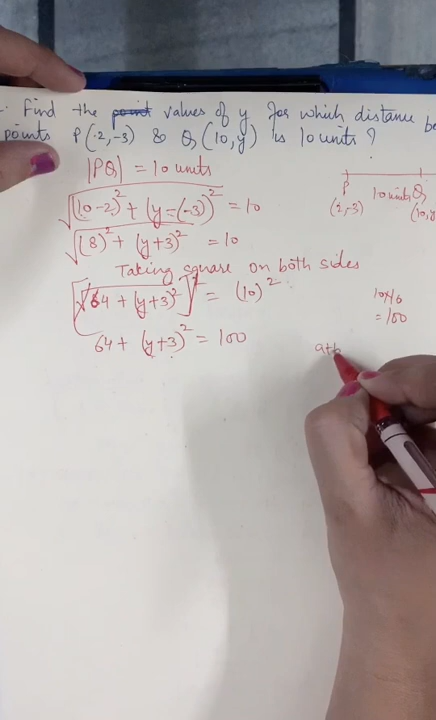 Find the values of y for which distance be
points P(2,-3) & Q(10,y) is 10 units?
|PQ| = 10 units
√(10-2)² + (y-(-3))² = 10
√(8)² + (y+3)² = 10
P 10 units Q
(2,-3) (10,
Taking square on both sides
[√64 + (y+3)²]² = (10)²
10×10
= 100
64 + (y+3)² = 100
a+b